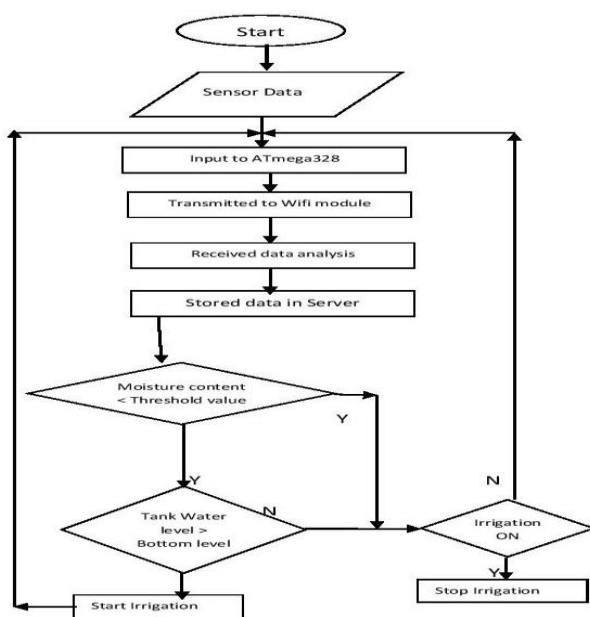 Start
Sensor Data
Input to ATmega328
Transmitted to Wifi module
Received data analysis
Stored data in Server
Moisture content
< Threshold value
Y
Y
N
Tank Water
level >
Bottom level
N
Irrigation
ON
Y
Start Irrigation
Stop Irrigation